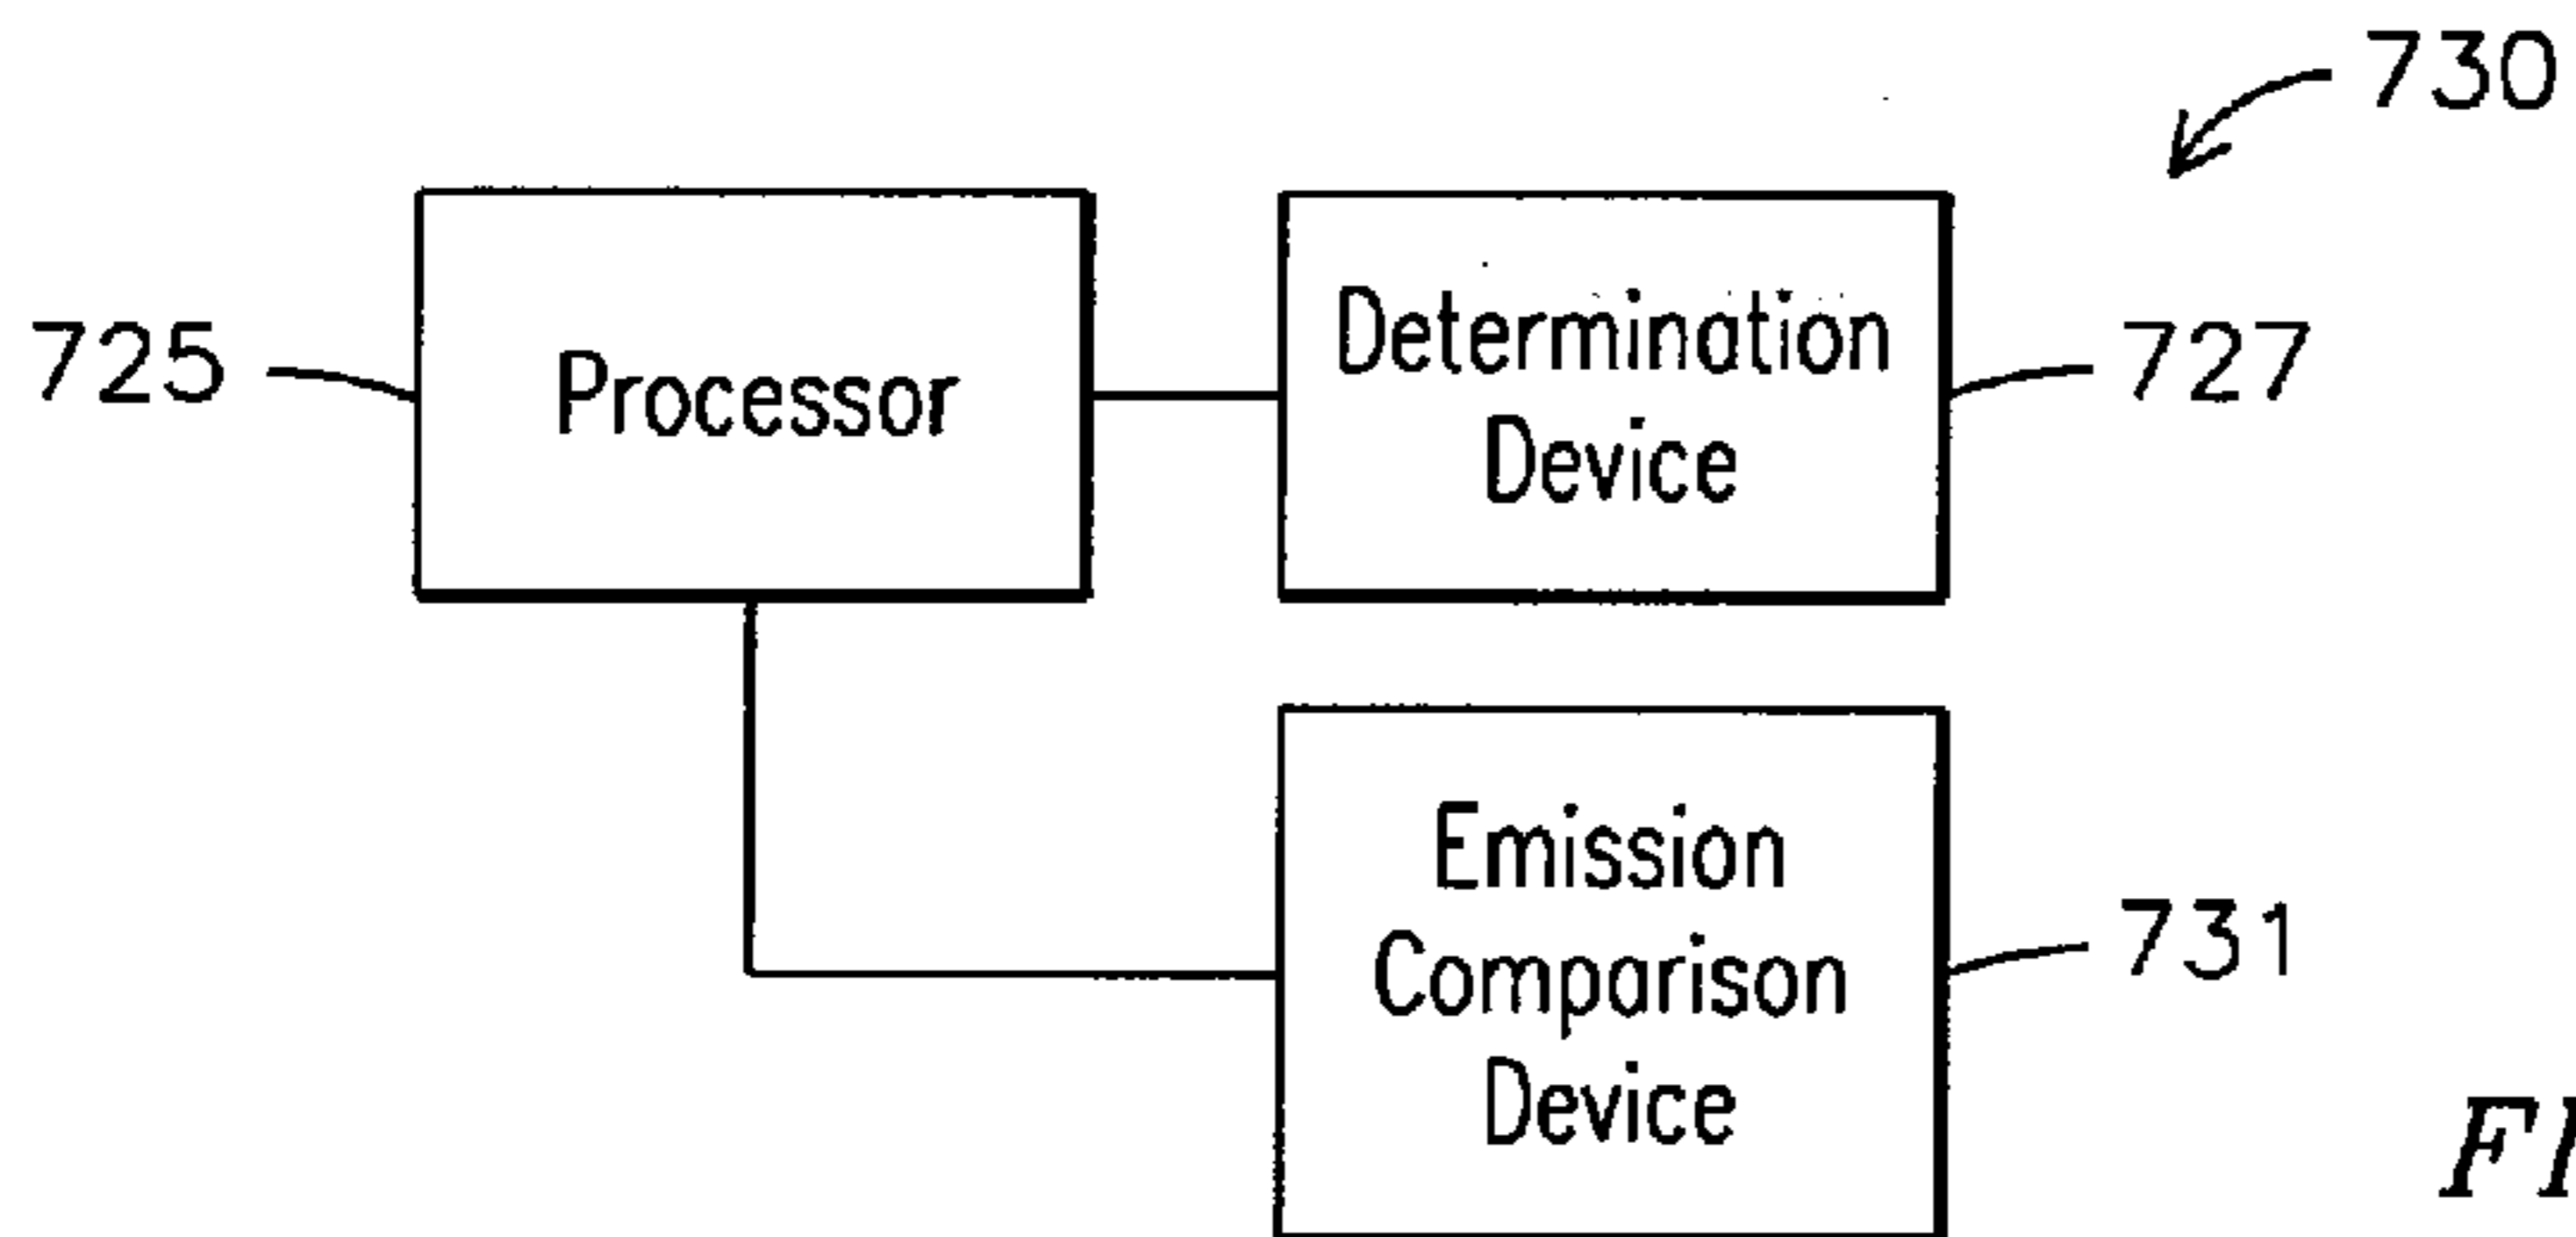 730
725
Processor
Determination
Device
727
Emission
Comparison
Device
731